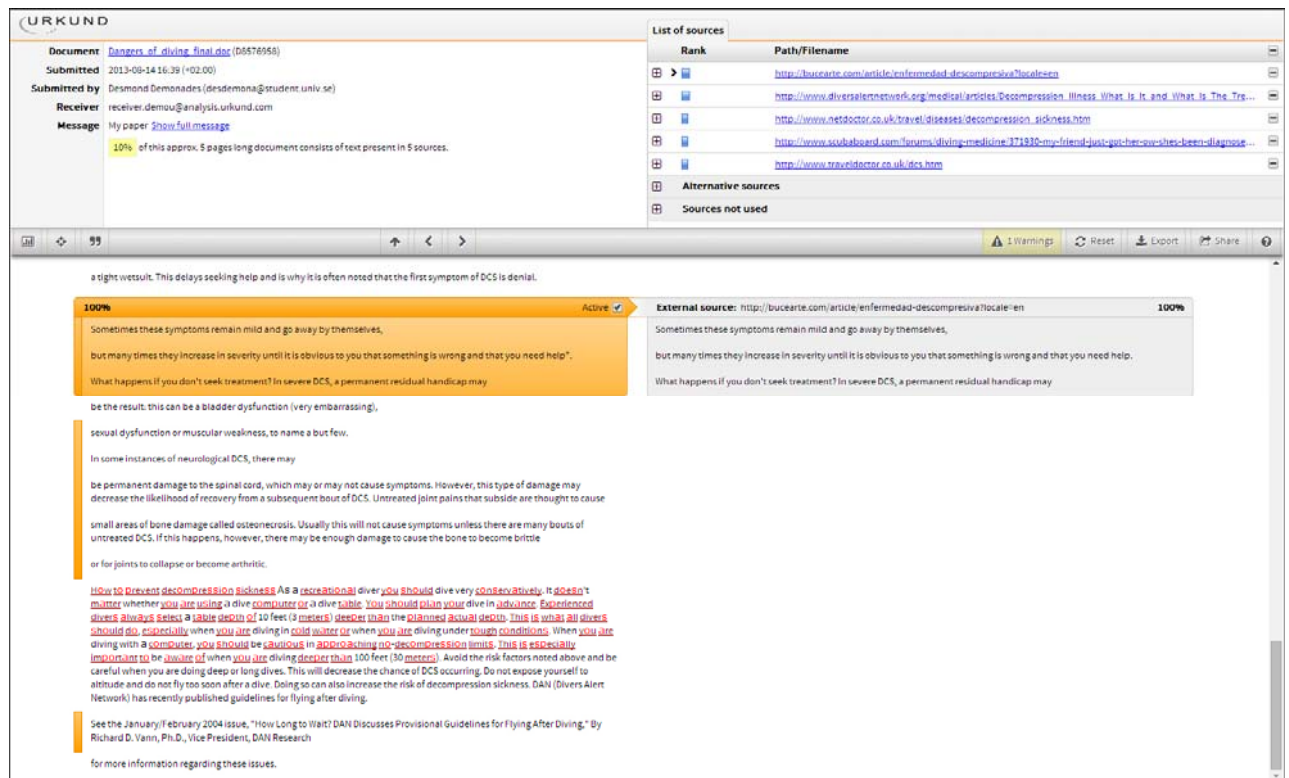 URKUND
Document Dangers_of_diving_final.doc (D8576958)
Submitted 2013-08-14 16:39 (+02:00)
Submitted by Desmond Demonades (desdemona@student.univ.se)
Receiver receiver.demou@analysis.urkund.com
Message My paper Show full message
10% of this approx. 5 pages long document consists of text present in 5 sources.
List of sources
Rank Path/Filename
http://bucearte.com/article/enfermedad-descompresiva?locale=en
http://www.diversalertnetwork.org/medical/articles/Decompression_Illness_What_Is_It_and_What_Is_The_Tre...
http://www.netdoctor.co.uk/travel/diseases/decompression_sickness.htm
http://www.scubaboard.com/forums/diving-medicine/371930-my-friend-just-got-her-ow-shes-been-diagnose...
http://www.traveldoctor.co.uk/dcs.htm
Alternative sources
Sources not used
1 Warnings Reset Export Share
a tight wetsuit. This delays seeking help and is why it is often noted that the first symptom of DCS is denial.
100% Active
Sometimes these symptoms remain mild and go away by themselves,
but many times they increase in severity until it is obvious to you that something is wrong and that you need help".
What happens if you don't seek treatment? In severe DCS, a permanent residual handicap may
External source: http://bucearte.com/article/enfermedad-descompresiva?locale=en 100%
Sometimes these symptoms remain mild and go away by themselves,
but many times they increase in severity until it is obvious to you that something is wrong and that you need help.
What happens if you don't seek treatment? In severe DCS, a permanent residual handicap may
be the result: this can be a bladder dysfunction (very embarrassing),
sexual dysfunction or muscular weakness, to name a but few.
In some instances of neurological DCS, there may
be permanent damage to the spinal cord, which may or may not cause symptoms. However, this type of damage may
decrease the likelihood of recovery from a subsequent bout of DCS. Untreated joint pains that subside are thought to cause
small areas of bone damage called osteonecrosis. Usually this will not cause symptoms unless there are many bouts of
untreated DCS. If this happens, however, there may be enough damage to cause the bone to become brittle
or for joints to collapse or become arthritic.
How to prevent decompression sickness As a recreational diver you should dive very conservatively. It doesn't
matter whether you are using a dive computer or a dive table. You should plan your dive in advance. Experienced
divers always select a table depth of 10 feet (3 meters) deeper than the planned actual depth. This is what all divers
should do, especially when you are diving in cold water or when you are diving under tough conditions. When you are
diving with a computer, you should be cautious in approaching no-decompression limits. This is especially
important to be aware of when you are diving deeper than 100 feet (30 meters). Avoid the risk factors noted above and be
careful when you are doing deep or long dives. This will decrease the chance of DCS occurring. Do not expose yourself to
altitude and do not fly too soon after a dive. Doing so can also increase the risk of decompression sickness. DAN (Divers Alert
Network) has recently published guidelines for flying after diving.
See the January/February 2004 issue, "How Long to Wait? DAN Discusses Provisional Guidelines for Flying After Diving," By
Richard D. Vann, Ph.D., Vice President, DAN Research
for more information regarding these issues.